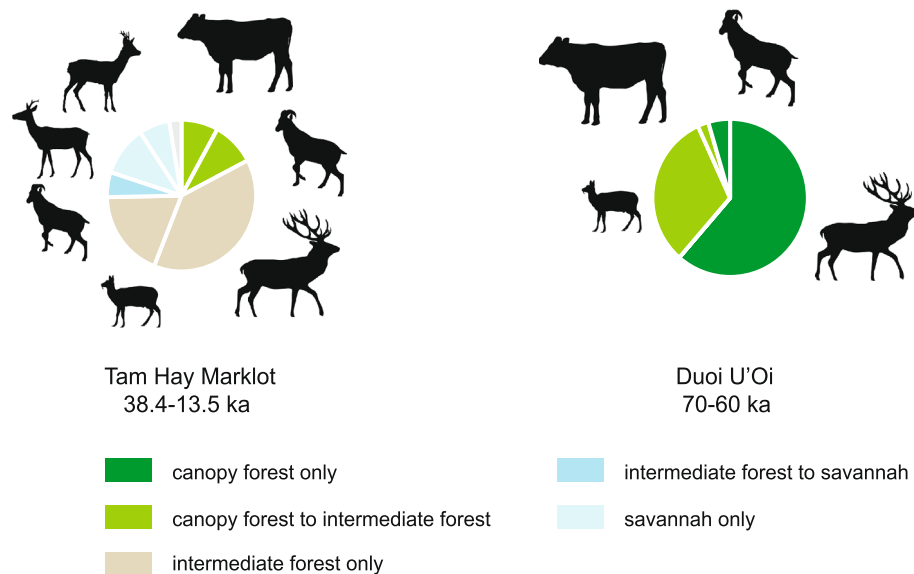 Tam Hay Marklot
38.4-13.5 ka
Duoi U’Oi
70-60 ka
canopy forest only
canopy forest to intermediate forest
intermediate forest only
intermediate forest to savannah
savannah only